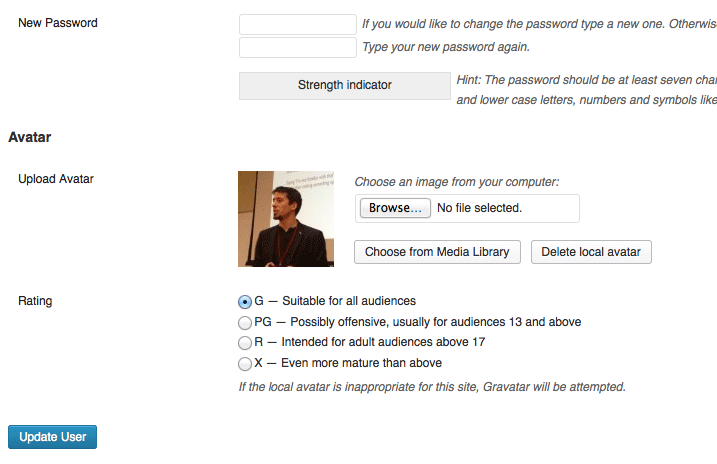 New Password
If you would like to change the password type a new one. Otherwis
Type your new password again.
Strength indicator
Hint: The password should be at least seven cha
and lower case letters, numbers and symbols like
Avatar
Upload Avatar
Choose an image from your computer:
Browse... No file selected.
Choose from Media Library
Delete local avatar
Rating
G — Suitable for all audiences
PG — Possibly offensive, usually for audiences 13 and above
R — Intended for adult audiences above 17
X — Even more mature than above
If the local avatar is inappropriate for this site, Gravatar will be attempted.
Update User